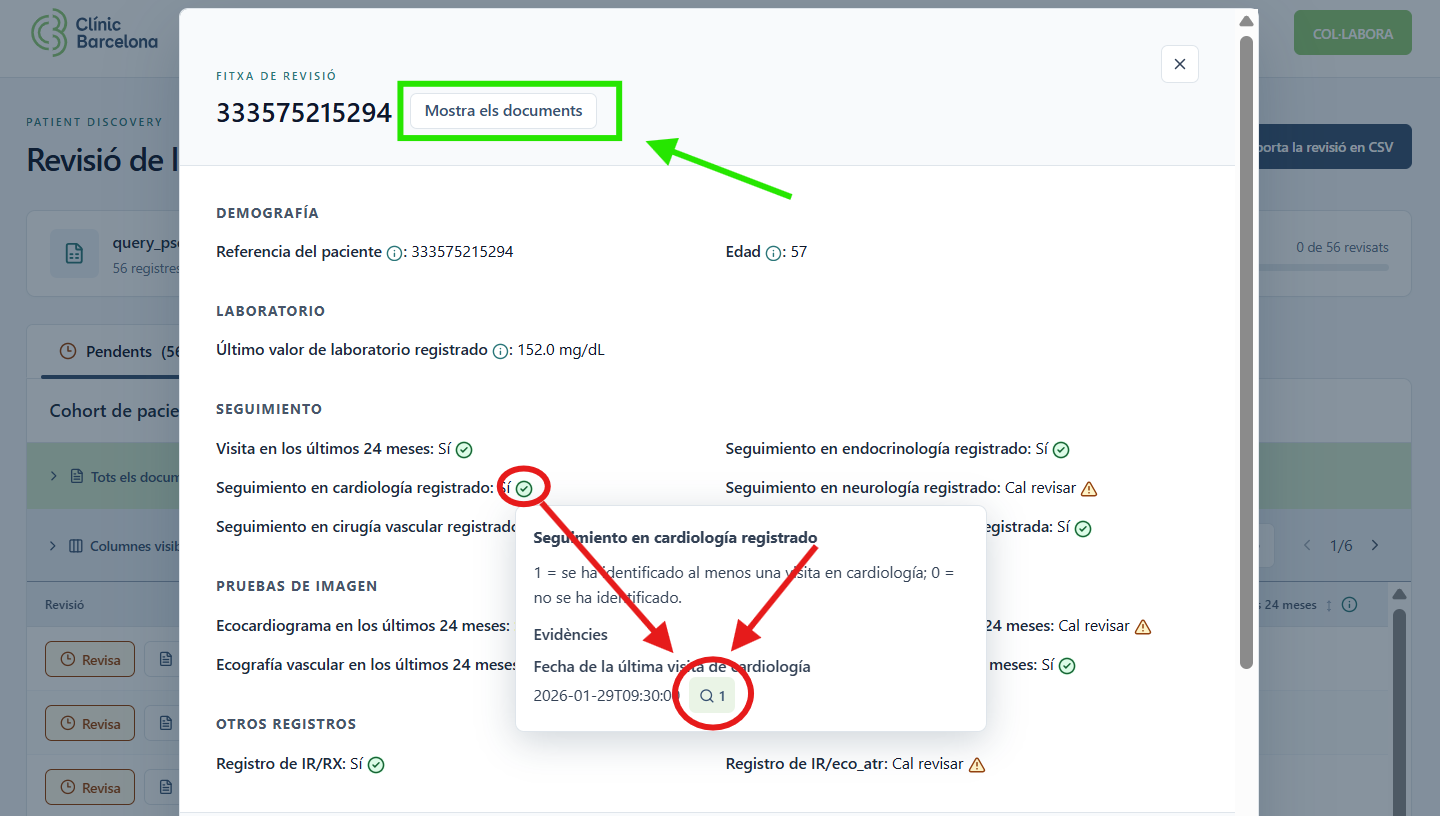 Clínic
Barcelona
COL·LABORA
PATIENT DISCOVERY
Revisió de l
porta la revisió en CSV
query_pse
56 registres
0 de 56 revisats
Pendents (56
Cohort de pacie
Tots els docum
Columnes visib
1/6
Revisió
s 24 meses
Revisa
Revisa
Revisa
FITXA DE REVISIÓ
333575215294
Mostra els documents
DEMOGRAFÍA
Referencia del paciente : 333575215294
Edad : 57
LABORATORIO
Último valor de laboratorio registrado : 152.0 mg/dL
SEGUIMIENTO
Visita en los últimos 24 meses: Sí
Seguimiento en endocrinología registrado: Sí
Seguimiento en cardiología registrado: Sí
Seguimiento en neurología registrado: Cal revisar
Seguimiento en cirugía vascular registrado
egistrada: Sí
Seguimiento en cardiología registrado
1 = se ha identificado al menos una visita en cardiología; 0 =
no se ha identificado.
Evidències
Fecha de la última visita de cardiología
2026-01-29T09:30:00
1
PRUEBAS DE IMAGEN
Ecocardiograma en los últimos 24 meses:
24 meses: Cal revisar
Ecografía vascular en los últimos 24 meses
meses: Sí
OTROS REGISTROS
Registro de IR/RX: Sí
Registro de IR/eco_atr: Cal revisar